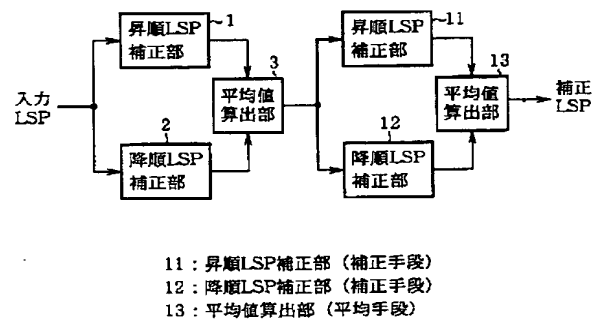 1
昇順LSP
補正部
11
昇順LSP
補正部
3
平均値
算出部
13
平均値
算出部
入力
LSP
補正
LSP
2
降順LSP
補正部
12
降順LSP
補正部
11：昇順LSP補正部（補正手段）
12：降順LSP補正部（補正手段）
13：平均値算出部（平均手段）